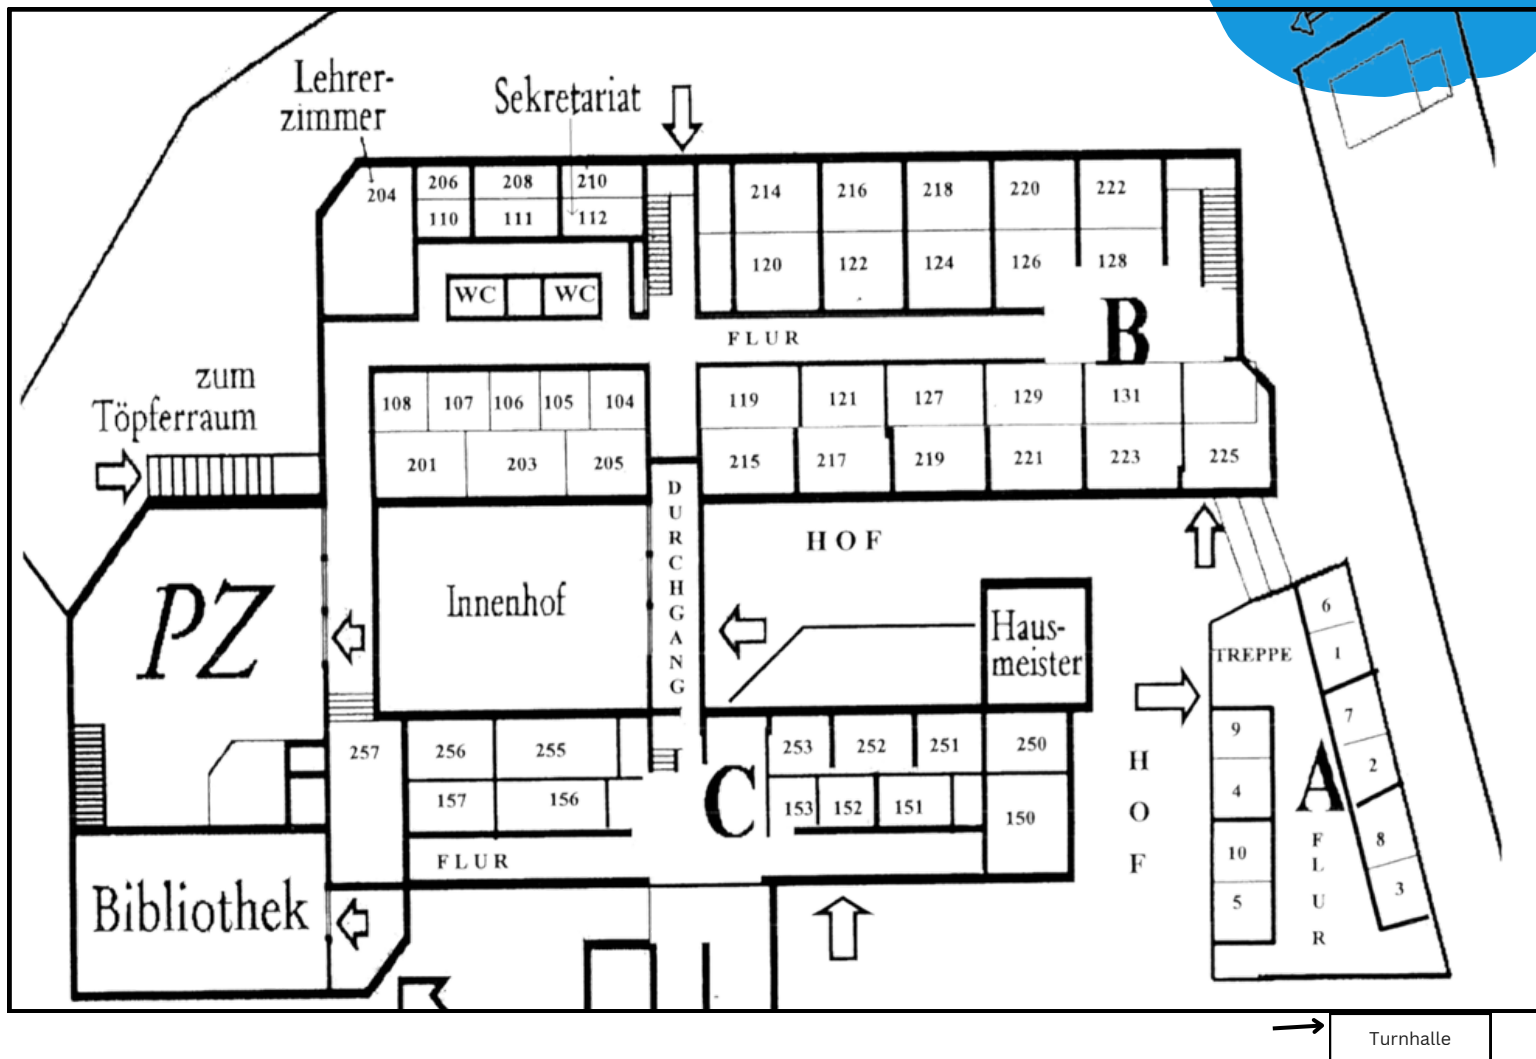 Lehrer-
zimmer
Sekretariat
204
206
208
210
110
111
112
214
216
218
220
222
120
122
124
126
128
WC
WC
FLUR
B
zum
Töpferraum
108
107
106
105
104
119
121
127
129
131
201
203
205
215
217
219
221
223
225
DURCHGANG
HOF
PZ
Innenhof
Haus-
meister
6
TREPPE
1
9
7
4
2
A
10
8
5
3
FLUR
HOF
257
256
255
253
252
251
250
157
156
C
153
152
151
150
FLUR
Bibliothek
Turnhalle